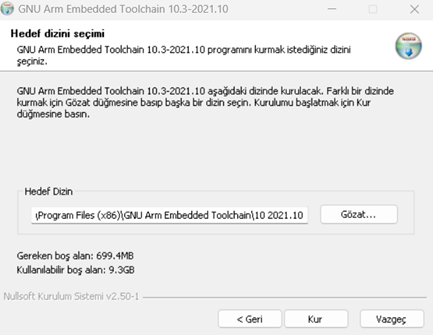 GNU Arm Embedded Toolchain 10.3-2021.10
Hedef dizini seçimi
GNU Arm Embedded Toolchain 10.3-2021.10 programını kurmak istediğiniz dizini
seçiniz.
GNU Arm Embedded Toolchain 10.3-2021.10 aşağıdaki dizinde kurulacak. Farklı bir dizinde
kurmak için Gözat düğmesine basıp başka bir dizin seçin. Kurulumu başlatmak için Kur
düğmesine basın.
Hedef Dizin
\Program Files (x86)\GNU Arm Embedded Toolchain\10 2021.10
Gözat...
Gereken boş alan: 699.4MB
Kullanılabilir boş alan: 9.3GB
Nullsoft Kurulum Sistemi v2.50-1
< Geri
Kur
Vazgeç